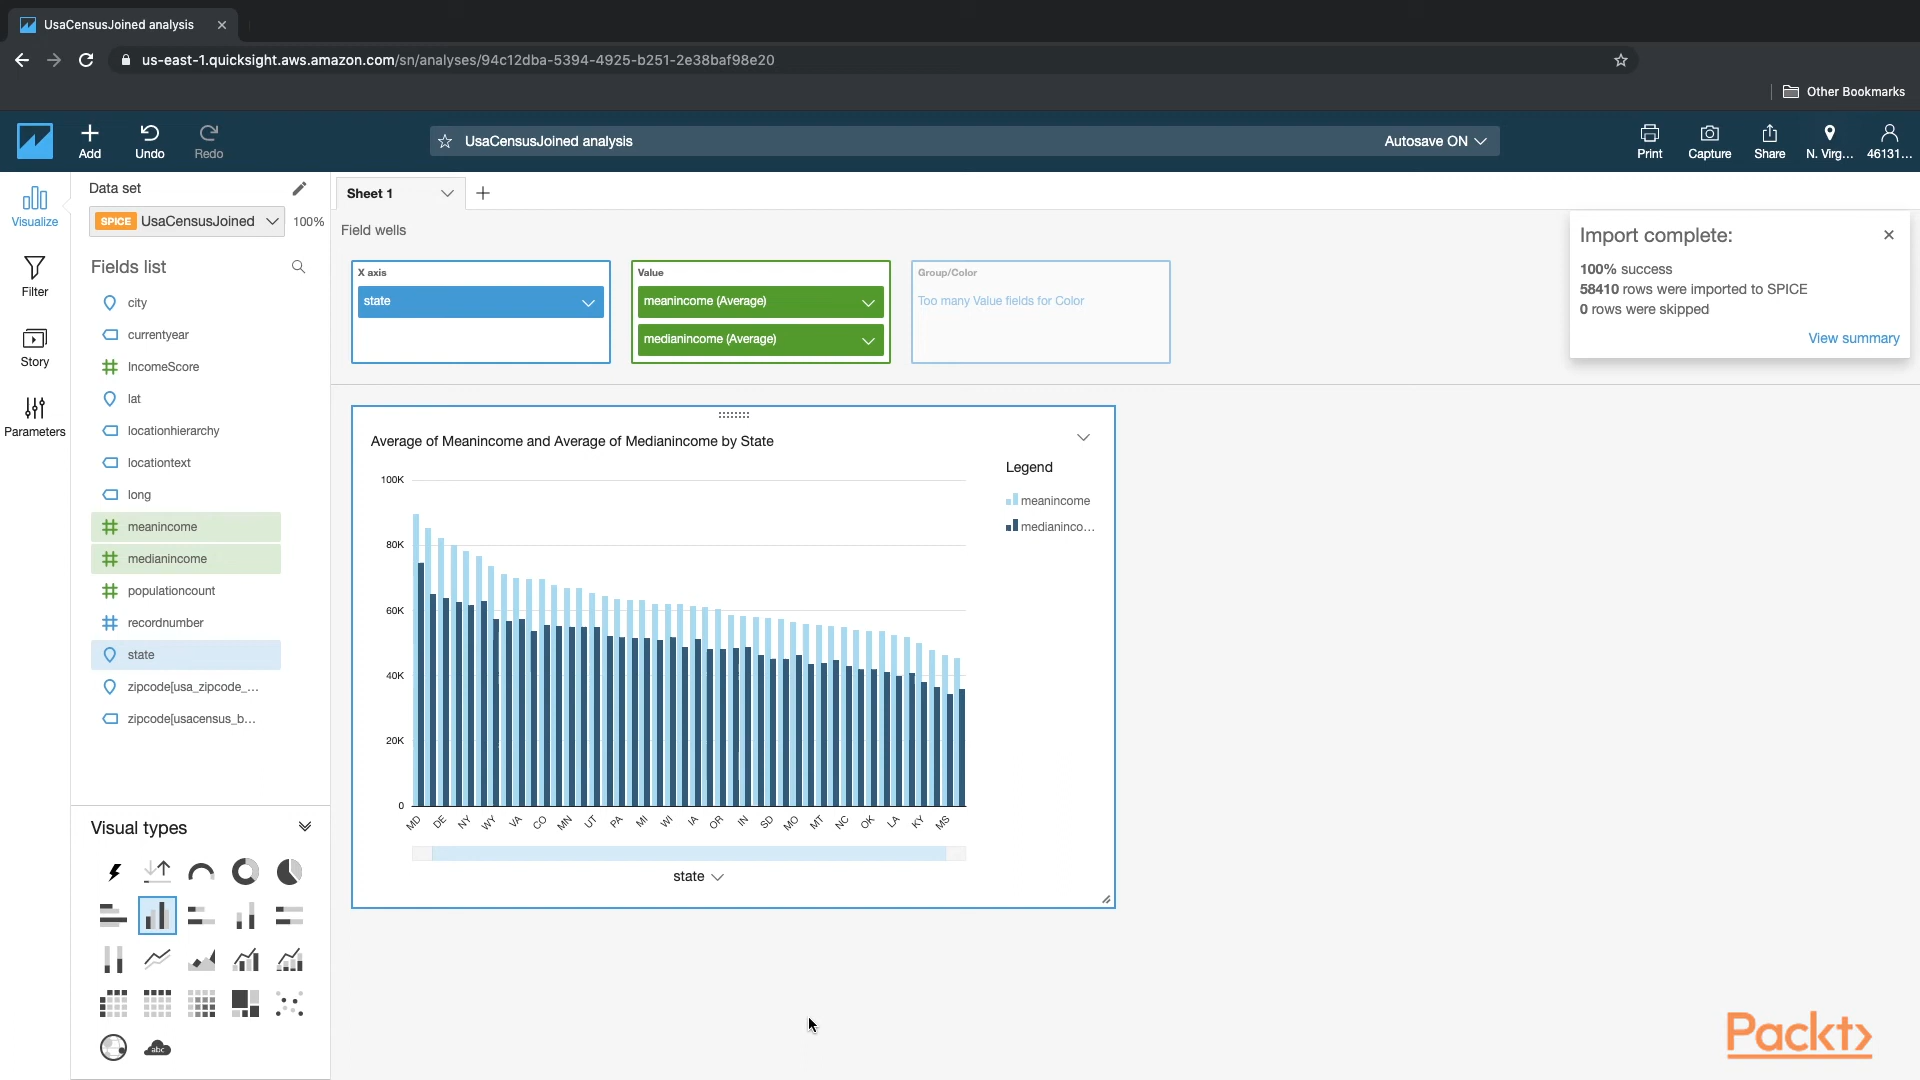 UsaCensusJoined analysis
us-east-1.quicksight.aws.amazon.com/sn/analyses/94c12dba-5394-4925-b251-2e38baf98e20
Other Bookmarks
Add
Undo
Redo
UsaCensusJoined analysis
Autosave ON
Print
Capture
Share
N. Virg...
46131...
Visualize
Filter
Story
Parameters
Data set
SPICE UsaCensusJoined 100%
Fields list
city
currentyear
IncomeScore
lat
locationhierarchy
locationtext
long
meanincome
medianincome
populationcount
recordnumber
state
zipcode[usa_zipcode_...
zipcode[usacensus_b...
Visual types
abc
Sheet 1
Field wells
X axis
state
Value
meanincome (Average)
medianincome (Average)
Group/Color
Too many Value fields for Color
Import complete:
100% success
58410 rows were imported to SPICE
0 rows were skipped
View summary
Average of Meanincome and Average of Medianincome by State
Legend
meanincome
medianinco...
100K
80K
60K
40K
20K
0
MD DE NY WY VA CO MN UT PA MI WI IA OR IN SD MO MT NC OK LA KY MS
state
Packt>